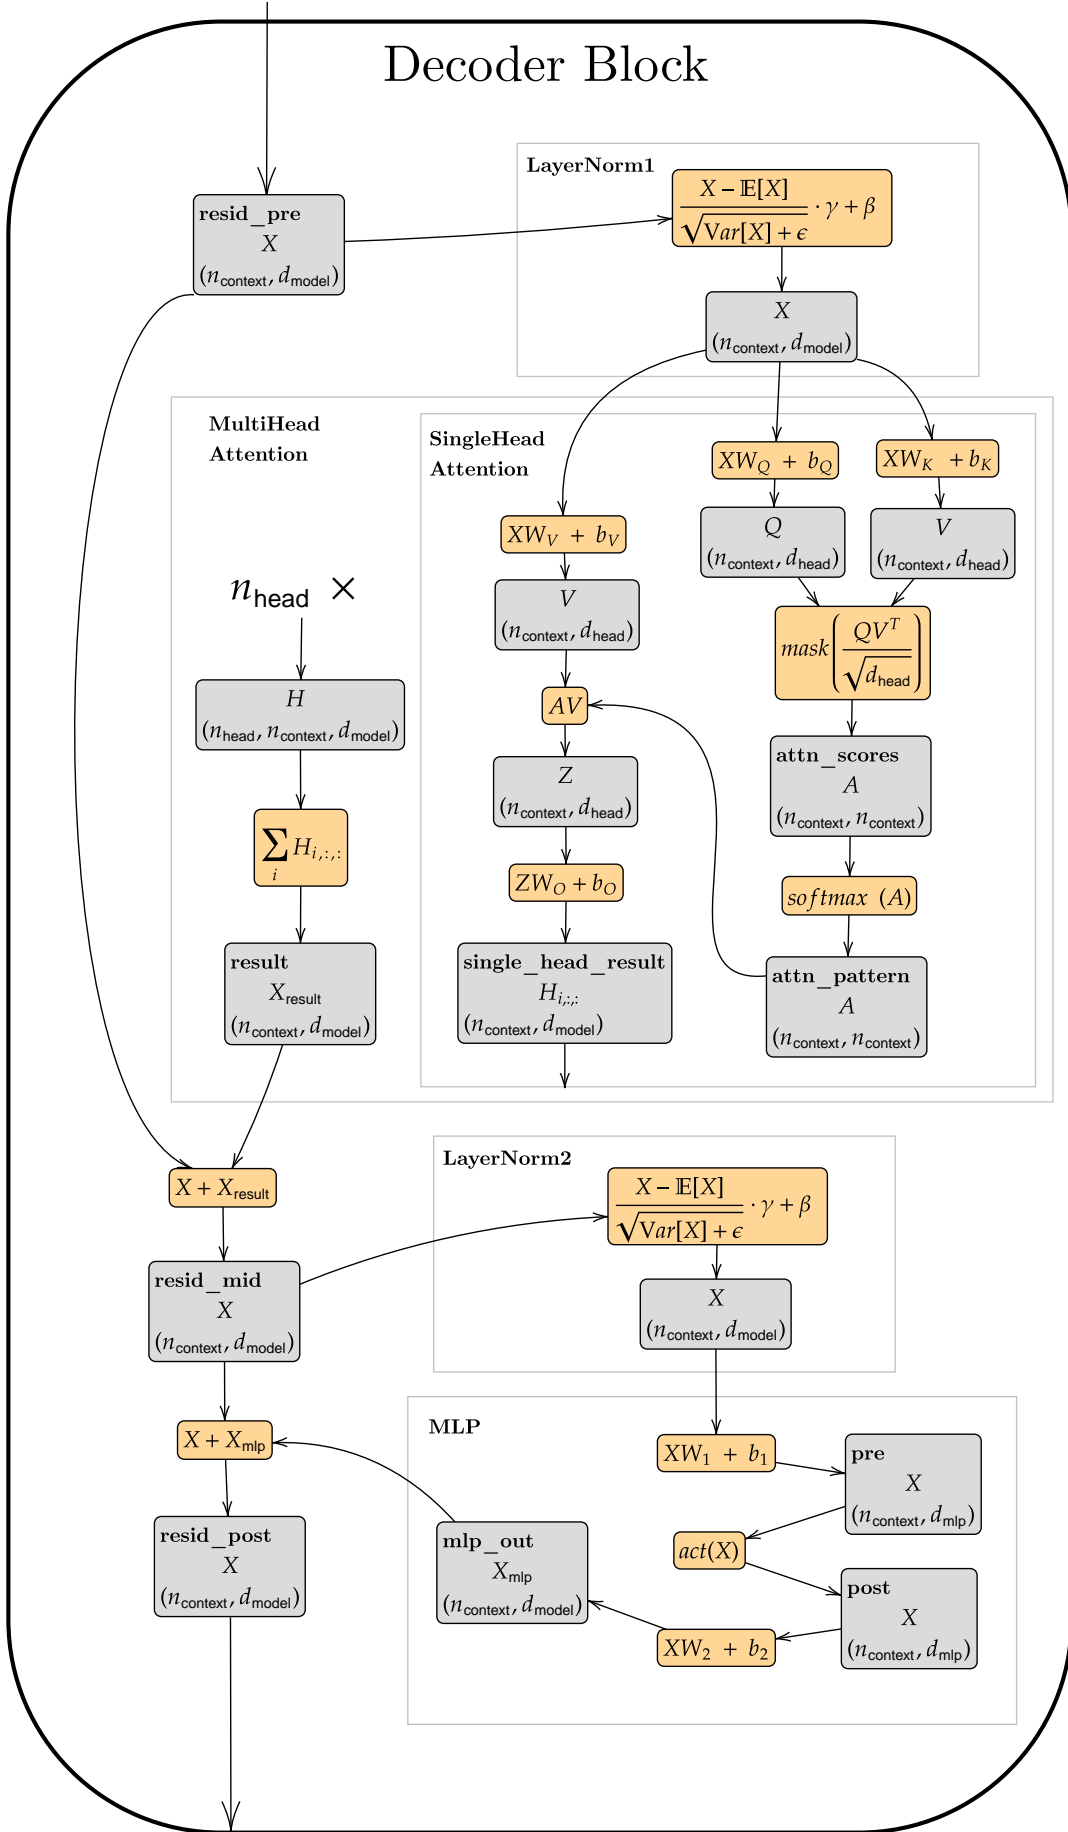 Decoder Block
LayerNorm1
X − 𝔼[X]
√Var[X] + ϵ
· γ + β
resid_pre
X
(n_context, d_model)
X
(n_context, d_model)
MultiHead
Attention
SingleHead
Attention
XW_Q + b_Q
XW_K + b_K
XW_V + b_V
Q
(n_context, d_head)
V
(n_context, d_head)
V
(n_context, d_head)
n_head ×
mask(QV^T / √d_head)
H
(n_head, n_context, d_model)
AV
attn_scores
A
(n_context, n_context)
Z
(n_context, d_head)
∑_i H_{i,:,:}
ZW_O + b_O
softmax (A)
result
X_result
(n_context, d_model)
single_head_result
H_{i,:,:}
(n_context, d_model)
attn_pattern
A
(n_context, n_context)
X + X_result
LayerNorm2
X − 𝔼[X]
√Var[X] + ϵ
· γ + β
resid_mid
X
(n_context, d_model)
X
(n_context, d_model)
MLP
X + X_mlp
XW_1 + b_1
pre
X
(n_context, d_mlp)
act(X)
resid_post
X
(n_context, d_model)
mlp_out
X_mlp
(n_context, d_model)
post
X
(n_context, d_mlp)
XW_2 + b_2